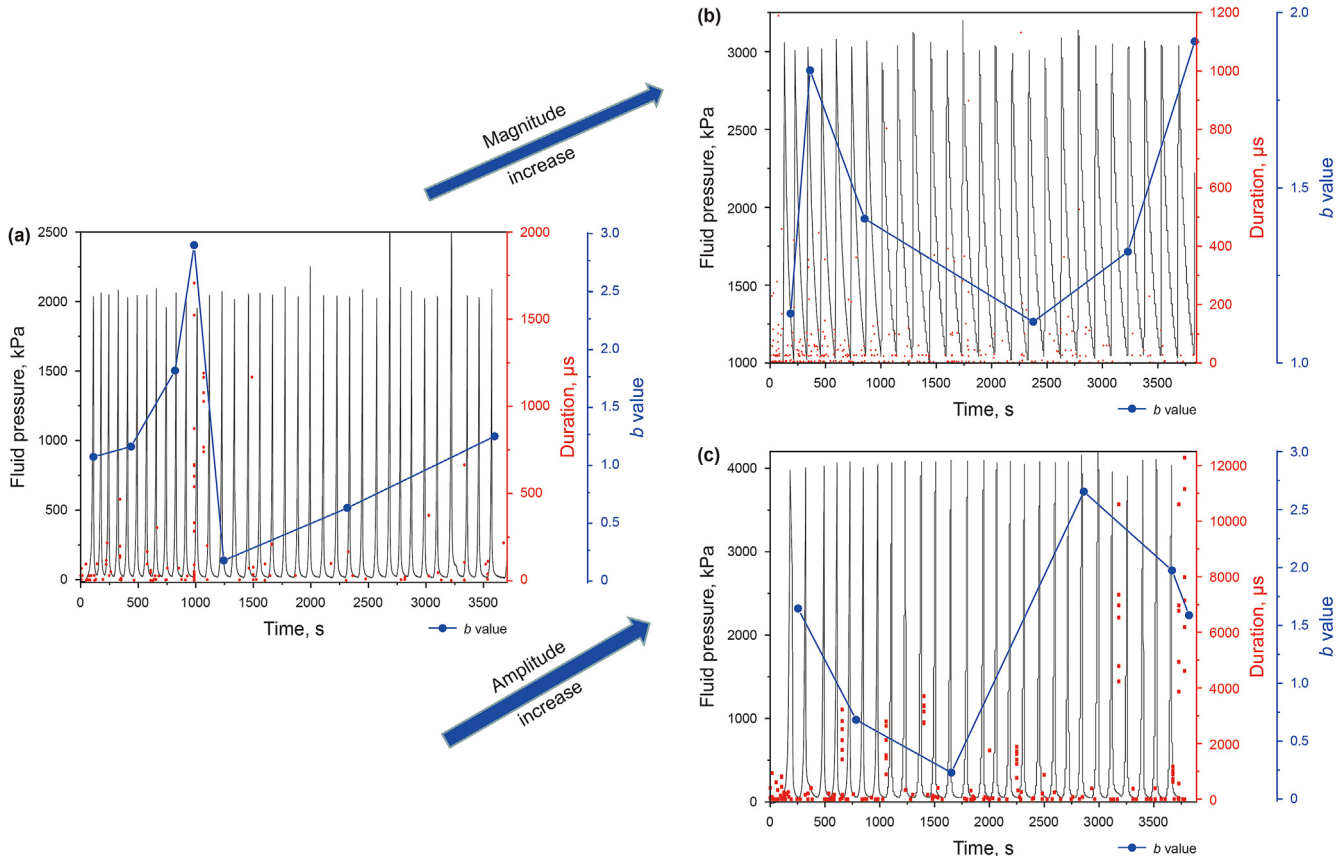 (a)
Fluid pressure, kPa
2500
2000
1500
1000
500
0
0 500 1000 1500 2000 2500 3000 3500
Time, s
2000
1500
1000
500
0
Duration, µs
3.0
2.5
2.0
1.5
1.0
0.5
0
b value
b value
Magnitude
increase
Amplitude
increase
(b)
Fluid pressure, kPa
3000
2500
2000
1500
1000
0 500 1000 1500 2000 2500 3000 3500
Time, s
1200
1000
800
600
400
200
0
Duration, µs
2.0
1.5
1.0
b value
b value
(c)
Fluid pressure, kPa
4000
4000
2000
1000
0
0 500 1000 1500 2000 2500 3000 3500
Time, s
12000
10000
8000
6000
4000
2000
0
Duration, µs
3.0
2.5
2.0
1.5
1.0
0.5
0
b value
b value